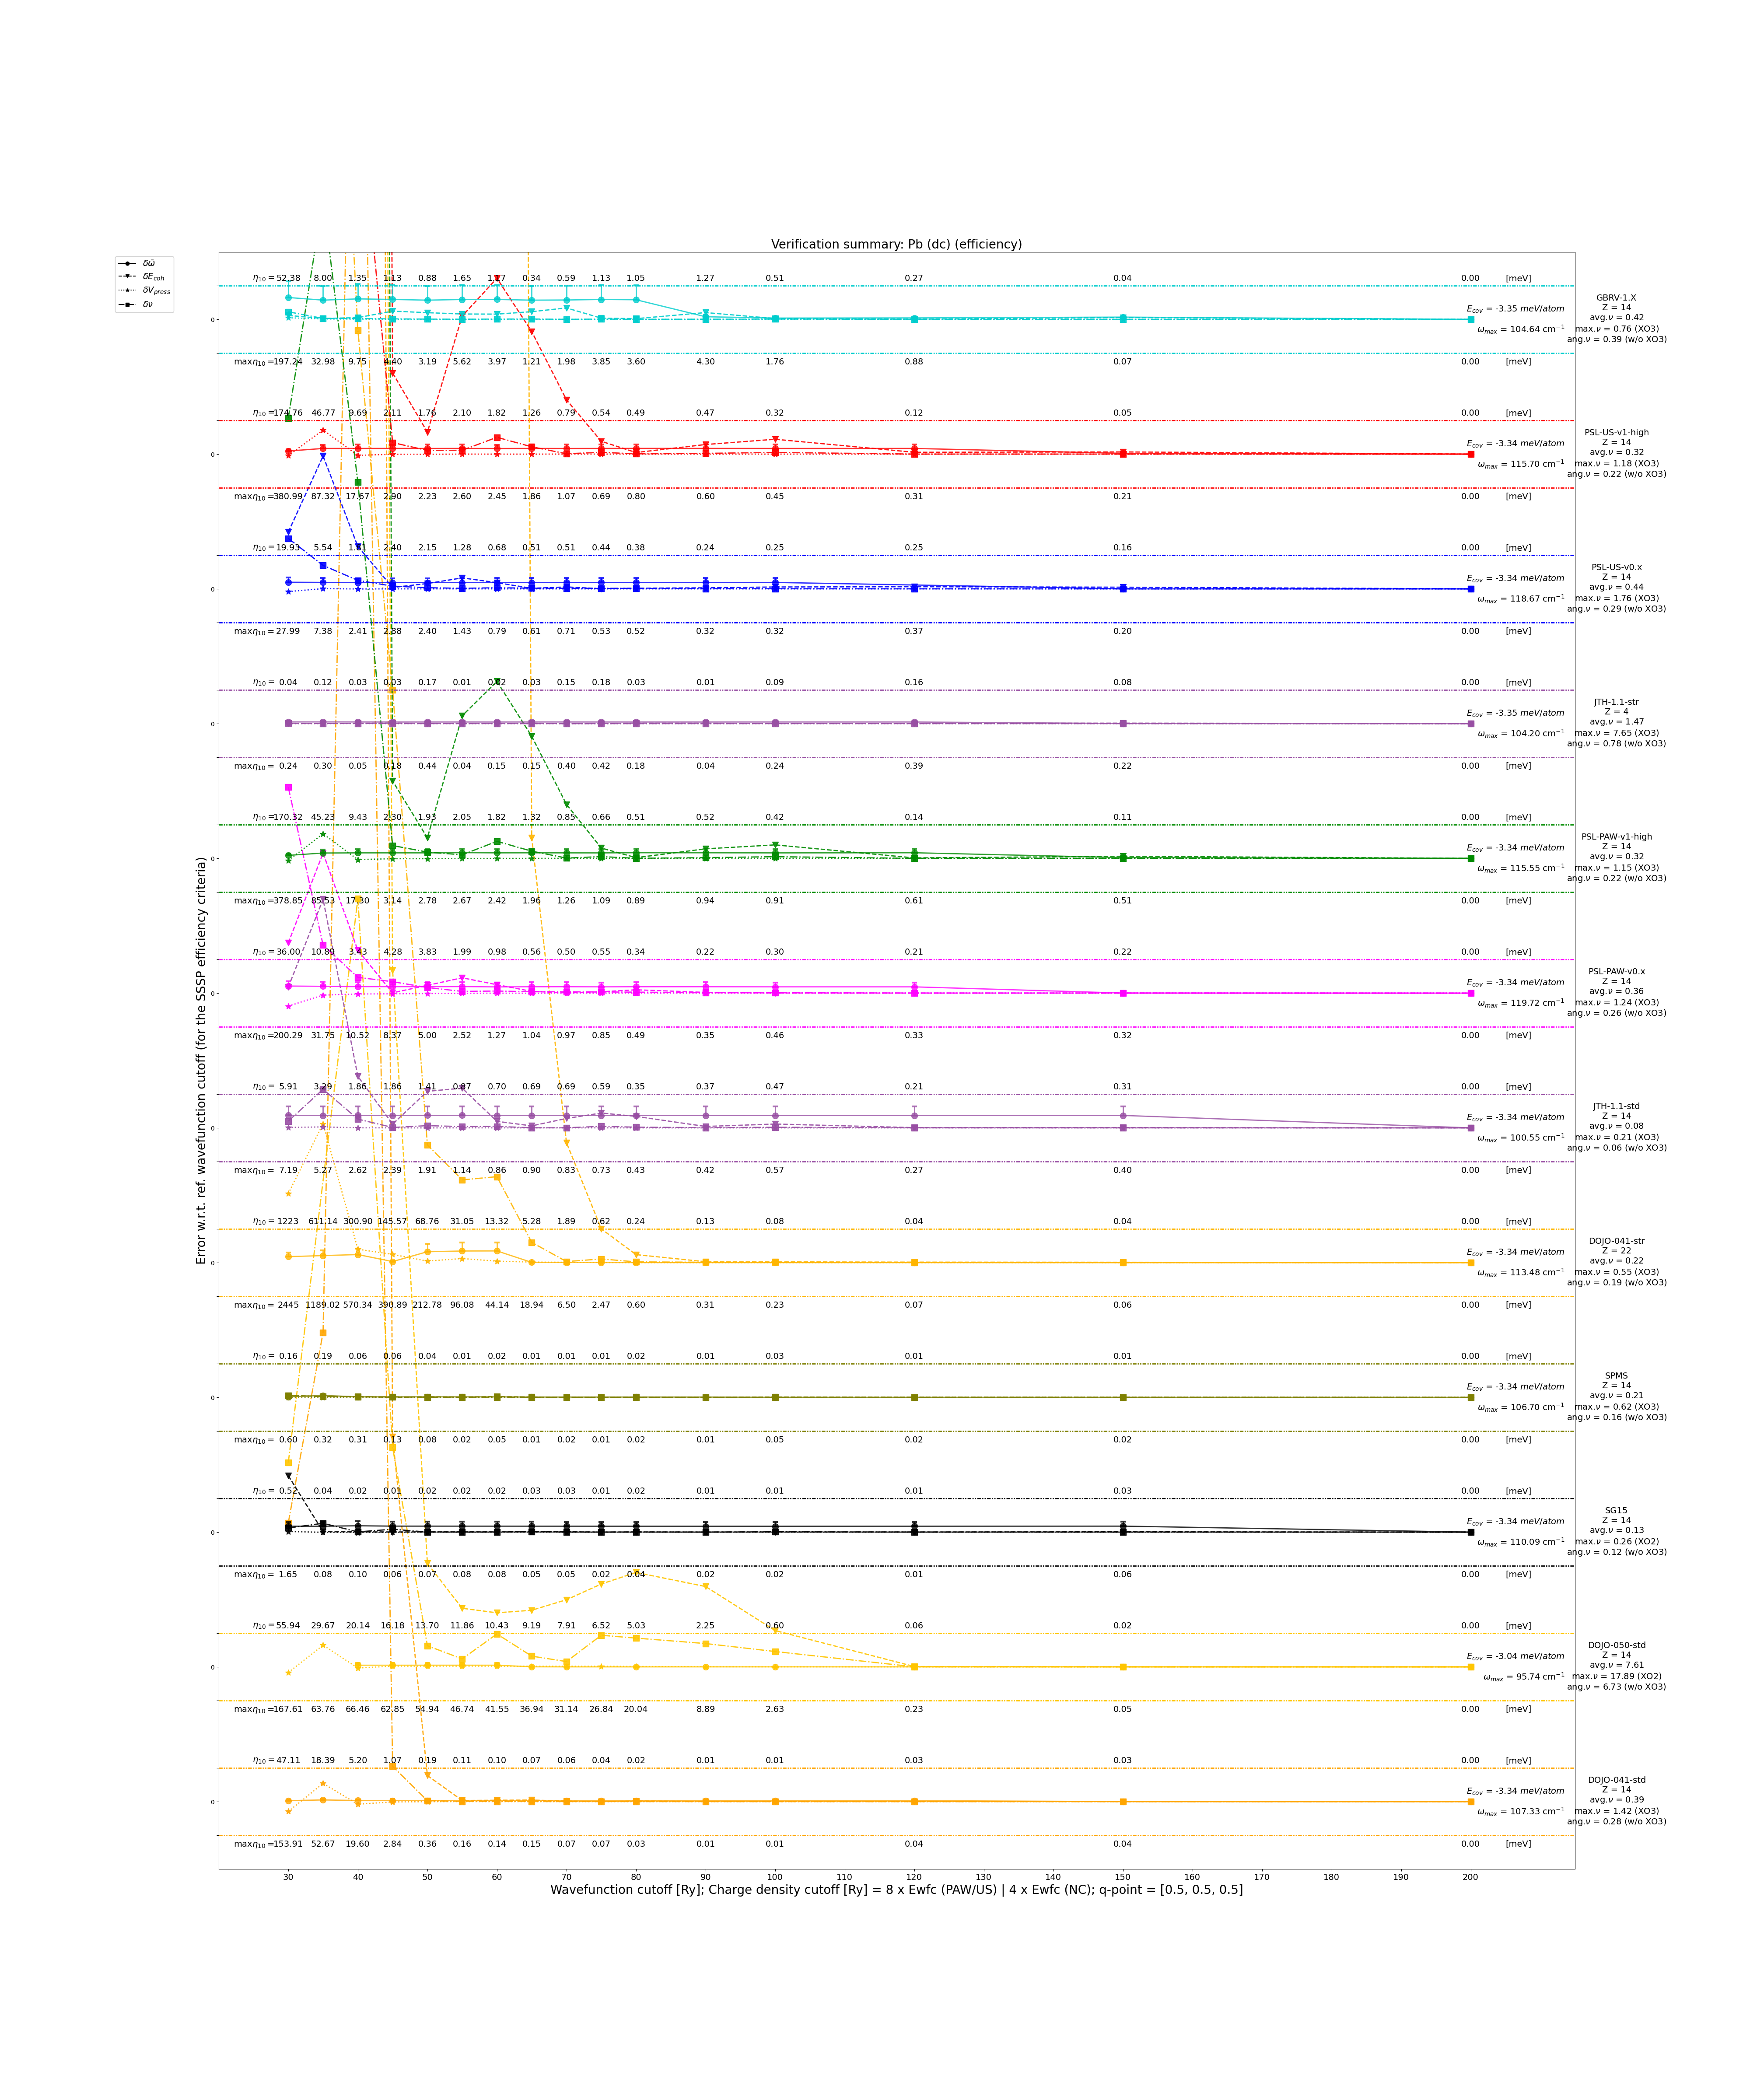 Verification summary: Pb (dc) (efficiency)
δω̄
δE_coh
δV_press
δν
Error w.r.t. ref. wavefunction cutoff (for the SSSP efficiency criteria)
η₁₀ = 52.38 8.00 1.35 1.13 0.88 1.65 1.27 0.34 0.59 1.13 1.05 1.27 0.51 0.27 0.04 0.00 [meV]
0
E_cov = -3.35 meV/atom
ω_max = 104.64 cm⁻¹
GBRV-1.X
Z = 14
avg.ν = 0.42
max.ν = 0.76 (XO3)
ang.ν = 0.39 (w/o XO3)
maxη₁₀ = 197.24 32.98 9.75 4.40 3.19 5.62 3.97 1.21 1.98 3.85 3.60 4.30 1.76 0.88 0.07 0.00 [meV]
η₁₀ = 174.76 46.77 9.69 2.11 1.76 2.10 1.82 1.26 0.79 0.54 0.49 0.47 0.32 0.12 0.05 0.00 [meV]
0
E_cov = -3.34 meV/atom
ω_max = 115.70 cm⁻¹
PSL-US-v1-high
Z = 14
avg.ν = 0.32
max.ν = 1.18 (XO3)
ang.ν = 0.22 (w/o XO3)
maxη₁₀ = 380.99 87.32 17.67 2.90 2.23 2.60 2.45 1.86 1.07 0.69 0.80 0.60 0.45 0.31 0.21 0.00 [meV]
η₁₀ = 19.93 5.54 2.40 2.15 1.28 0.68 0.51 0.51 0.44 0.38 0.24 0.25 0.25 0.16 0.00 [meV]
0
E_cov = -3.34 meV/atom
ω_max = 118.67 cm⁻¹
PSL-US-v0.x
Z = 14
avg.ν = 0.44
max.ν = 1.76 (XO3)
ang.ν = 0.29 (w/o XO3)
maxη₁₀ = 27.99 7.38 2.41 2.88 2.40 1.43 0.79 0.61 0.71 0.53 0.52 0.32 0.32 0.37 0.20 0.00 [meV]
η₁₀ = 0.04 0.12 0.03 0.03 0.17 0.01 0.02 0.03 0.15 0.18 0.03 0.01 0.09 0.16 0.08 0.00 [meV]
0
E_cov = -3.35 meV/atom
ω_max = 104.20 cm⁻¹
JTH-1.1-str
Z = 4
avg.ν = 1.47
max.ν = 7.65 (XO3)
ang.ν = 0.78 (w/o XO3)
maxη₁₀ = 0.24 0.30 0.05 0.18 0.44 0.04 0.15 0.15 0.40 0.42 0.18 0.04 0.24 0.39 0.22 0.00 [meV]
η₁₀ = 170.32 45.23 9.43 2.30 1.93 2.05 1.82 1.32 0.85 0.66 0.51 0.52 0.42 0.14 0.11 0.00 [meV]
0
E_cov = -3.34 meV/atom
ω_max = 115.55 cm⁻¹
PSL-PAW-v1-high
Z = 14
avg.ν = 0.32
max.ν = 1.15 (XO3)
ang.ν = 0.22 (w/o XO3)
maxη₁₀ = 378.85 85.53 17.30 3.14 2.78 2.67 2.42 1.96 1.26 1.09 0.89 0.94 0.91 0.61 0.51 0.00 [meV]
η₁₀ = 36.00 10.89 3.43 4.28 3.83 1.99 0.98 0.56 0.50 0.55 0.34 0.22 0.30 0.21 0.22 0.00 [meV]
0
E_cov = -3.34 meV/atom
ω_max = 119.72 cm⁻¹
PSL-PAW-v0.x
Z = 14
avg.ν = 0.36
max.ν = 1.24 (XO3)
ang.ν = 0.26 (w/o XO3)
maxη₁₀ = 200.29 31.75 10.52 8.37 5.00 2.52 1.27 1.04 0.97 0.85 0.49 0.35 0.46 0.33 0.32 0.00 [meV]
η₁₀ = 5.91 3.29 1.86 1.86 1.41 0.87 0.70 0.69 0.69 0.59 0.35 0.37 0.47 0.21 0.31 0.00 [meV]
0
E_cov = -3.34 meV/atom
ω_max = 100.55 cm⁻¹
JTH-1.1-std
Z = 14
avg.ν = 0.08
max.ν = 0.21 (XO3)
ang.ν = 0.06 (w/o XO3)
maxη₁₀ = 7.19 5.27 2.62 2.39 1.91 1.14 0.86 0.90 0.83 0.73 0.43 0.42 0.57 0.27 0.40 0.00 [meV]
η₁₀ = 1223 611.14 300.90 145.57 68.76 31.05 13.32 5.28 1.89 0.62 0.24 0.13 0.08 0.04 0.04 0.00 [meV]
0
E_cov = -3.34 meV/atom
ω_max = 113.48 cm⁻¹
DOJO-041-str
Z = 22
avg.ν = 0.22
max.ν = 0.55 (XO3)
ang.ν = 0.19 (w/o XO3)
maxη₁₀ = 2445 1189.02 570.34 390.89 212.78 96.08 44.14 18.94 6.50 2.47 0.60 0.31 0.23 0.07 0.06 0.00 [meV]
η₁₀ = 0.16 0.19 0.06 0.06 0.04 0.01 0.02 0.01 0.01 0.01 0.02 0.01 0.03 0.01 0.01 0.00 [meV]
0
E_cov = -3.34 meV/atom
ω_max = 106.70 cm⁻¹
SPMS
Z = 14
avg.ν = 0.21
max.ν = 0.62 (XO3)
ang.ν = 0.16 (w/o XO3)
maxη₁₀ = 0.60 0.32 0.31 0.13 0.08 0.02 0.05 0.01 0.02 0.01 0.02 0.01 0.05 0.02 0.02 0.00 [meV]
η₁₀ = 0.52 0.04 0.02 0.01 0.02 0.02 0.02 0.03 0.03 0.01 0.02 0.01 0.01 0.01 0.03 0.00 [meV]
0
E_cov = -3.34 meV/atom
ω_max = 110.09 cm⁻¹
SG15
Z = 14
avg.ν = 0.13
max.ν = 0.26 (XO2)
ang.ν = 0.12 (w/o XO3)
maxη₁₀ = 1.65 0.08 0.10 0.06 0.07 0.08 0.08 0.05 0.05 0.02 0.04 0.02 0.02 0.01 0.06 0.00 [meV]
η₁₀ = 55.94 29.67 20.14 16.18 13.70 11.86 10.43 9.19 7.91 6.52 5.03 2.25 0.60 0.06 0.02 0.00 [meV]
0
E_cov = -3.04 meV/atom
ω_max = 95.74 cm⁻¹
DOJO-050-std
Z = 14
avg.ν = 7.61
max.ν = 17.89 (XO2)
ang.ν = 6.73 (w/o XO3)
maxη₁₀ = 167.61 63.76 66.46 62.85 54.94 46.74 41.55 36.94 31.14 26.84 20.04 8.89 2.63 0.23 0.05 0.00 [meV]
η₁₀ = 47.11 18.39 5.20 1.07 0.19 0.11 0.10 0.07 0.06 0.04 0.02 0.01 0.01 0.03 0.03 0.00 [meV]
0
E_cov = -3.34 meV/atom
ω_max = 107.33 cm⁻¹
DOJO-041-std
Z = 14
avg.ν = 0.39
max.ν = 1.42 (XO3)
ang.ν = 0.28 (w/o XO3)
maxη₁₀ = 153.91 52.67 19.60 2.84 0.36 0.16 0.14 0.15 0.07 0.07 0.03 0.01 0.01 0.04 0.04 0.00 [meV]
30 40 50 60 70 80 90 100 110 120 130 140 150 160 170 180 190 200
Wavefunction cutoff [Ry]; Charge density cutoff [Ry] = 8 x Ewfc (PAW/US) | 4 x Ewfc (NC); q-point = [0.5, 0.5, 0.5]